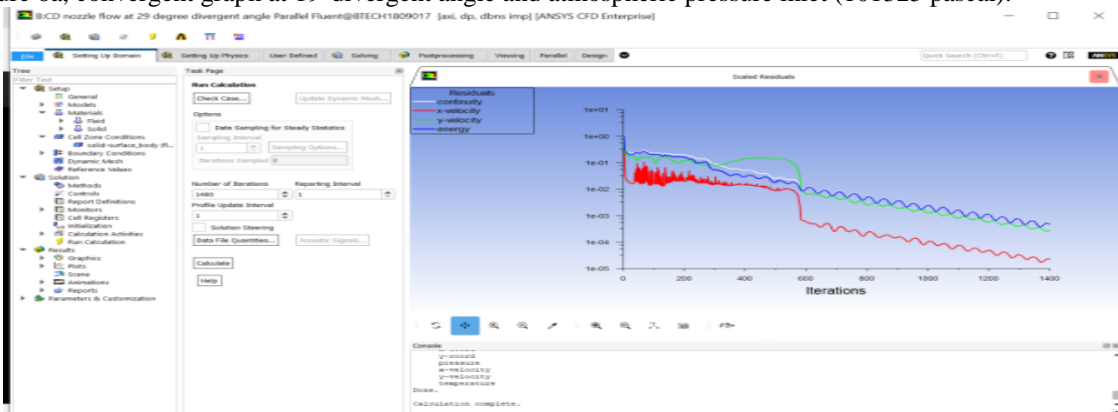 convergent graph at 19 divergent angle and atmospheric pressure inlet (101325 pascal).
B:CD nozzle flow at 29 degree divergent angle Parallel Fluent@BTECH1809017 [axi, dp, dbns imp] [ANSYS CFD Enterprise]
File Setting Up Domain Setting Up Physics User Defined Solving Postprocessing Viewing Parallel Design Quick Search (Ctrl+F) ANSYS
Tree
Filter Text
Setup
General
Models
Materials
Fluid
Solid
Cell Zone Conditions
solid-surface_body (fl...
Boundary Conditions
Dynamic Mesh
Reference Values
Solution
Methods
Controls
Report Definitions
Monitors
Cell Registers
Initialization
Calculation Activities
Run Calculation
Results
Graphics
Plots
Scene
Animations
Reports
Parameters & Customization
Task Page
Run Calculation
Check Case... Update Dynamic Mesh...
Options
Data Sampling for Steady Statistics
Sampling Interval
1 Sampling Options...
Iterations Sampled 0
Number of Iterations Reporting Interval
1400 1
Profile Update Interval
1
Solution Steering
Data File Quantities... Acoustic Signals...
Calculate
Help
Scaled Residuals
Residuals
continuity
x-velocity
y-velocity
energy
1e+01
1e+00
1e-01
1e-02
1e-03
1e-04
1e-05
0 200 400 600 800 1000 1200 1400
Iterations
Console
y-coord
pressure
x-velocity
y-velocity
temperature
Done.
Calculation complete.